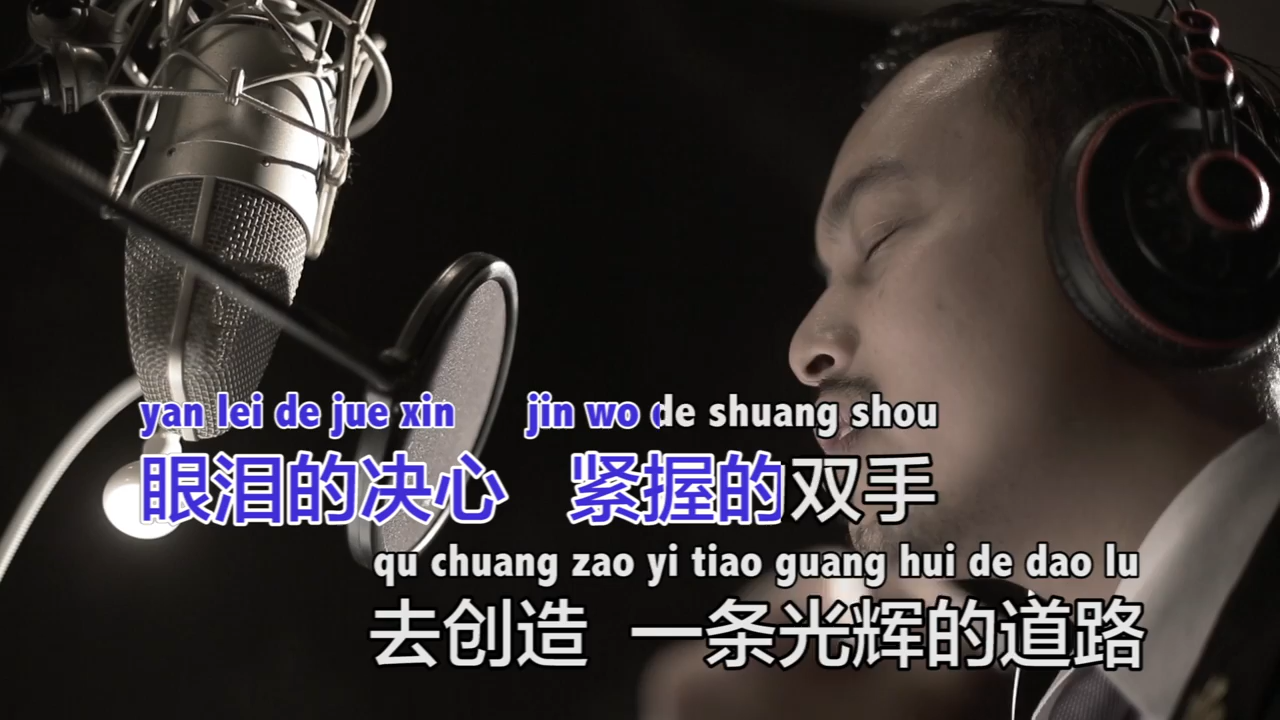 yan lei de jue xin jin wo de shuang shou
眼泪的决心 紧握的双手
qu chuang zao yi tiao guang hui de dao lu
去创造 一条光辉的道路